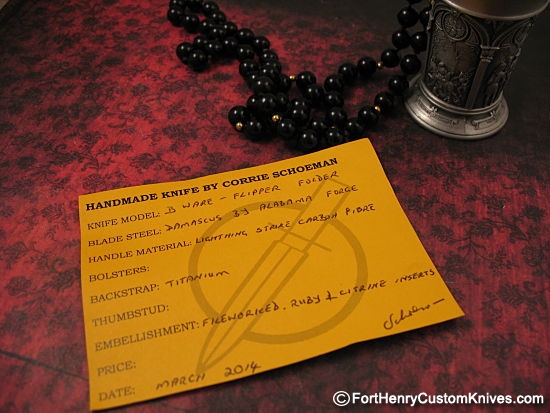 HANDMADE KNIFE BY CORRIE SCHOEMAN
KNIFE MODEL: D WARE - FLIPPER FOLDER
BLADE STEEL: DAMASCUS BY ALABAMA FORGE
HANDLE MATERIAL: LIGHTNING STRIKE CARBON FIBRE
BOLSTERS:
BACKSTRAP: TITANIUM
THUMBSTUD:
EMBELLISHMENT: FILEWORKED, RUBY & CITRINE INSERTS
PRICE:
DATE: MARCH 2014
© FortHenryCustomKnives.com